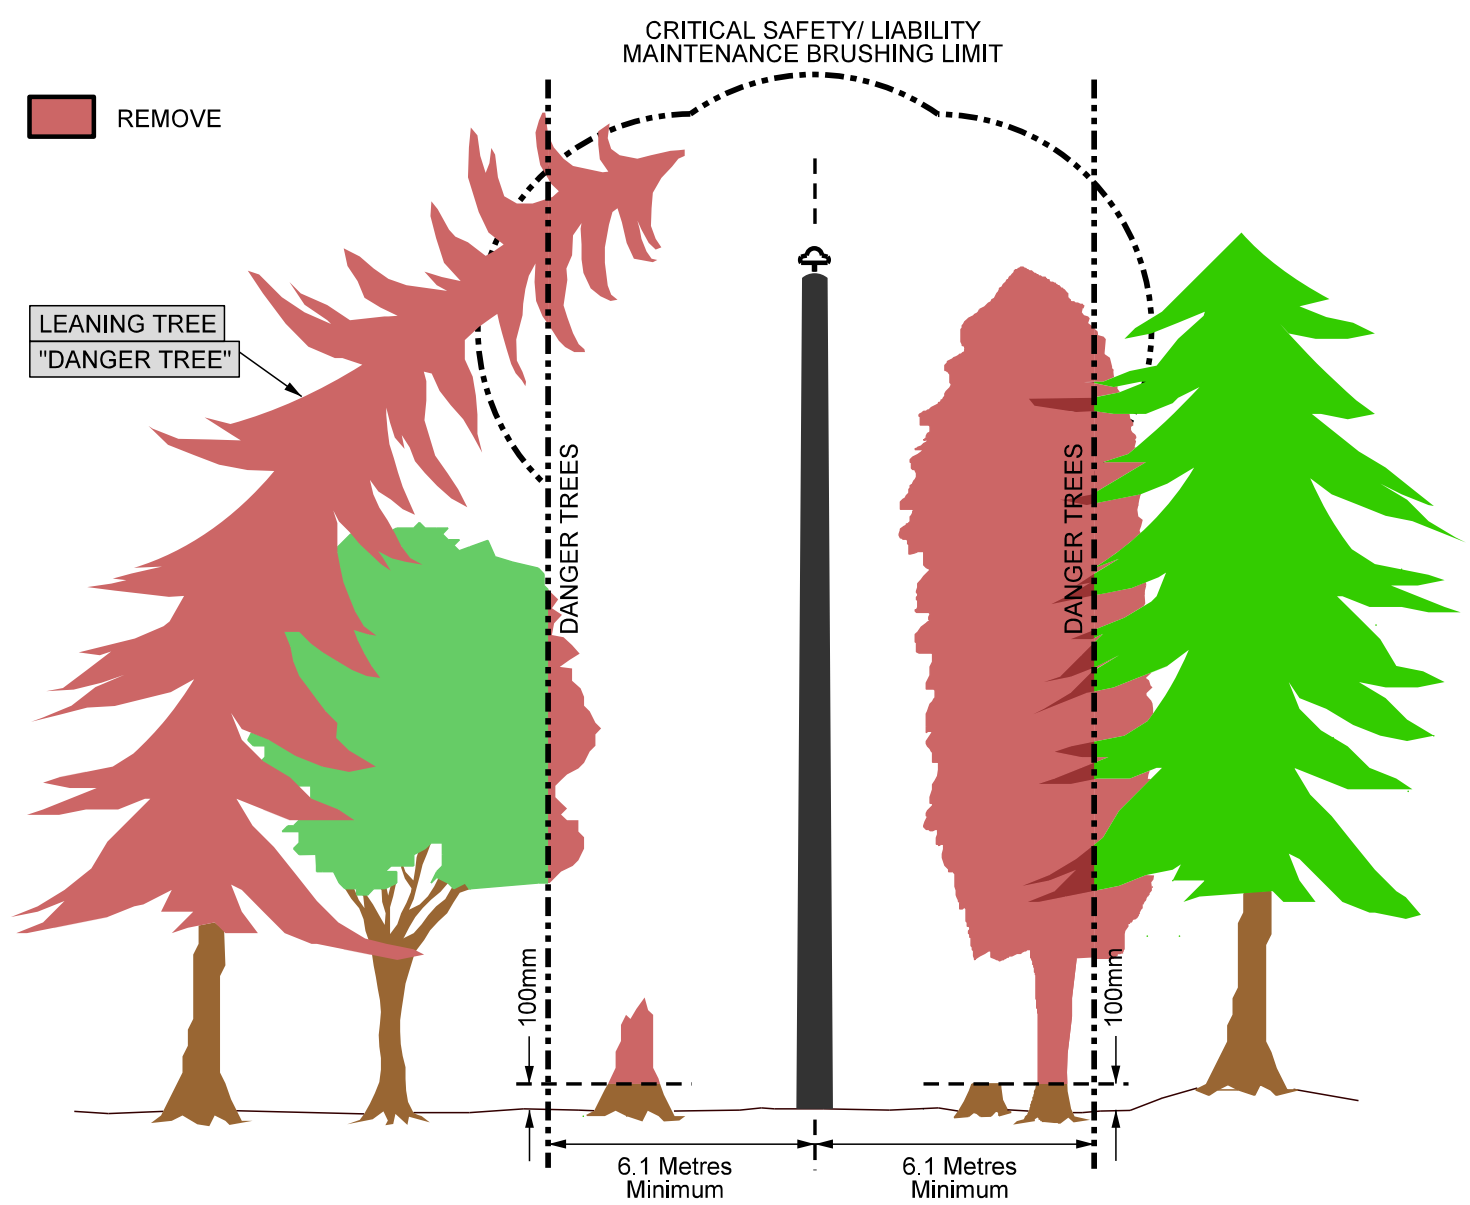 CRITICAL SAFETY/ LIABILITY
MAINTENANCE BRUSHING LIMIT
REMOVE
LEANING TREE
"DANGER TREE"
DANGER TREES
DANGER TREES
100mm
100mm
6.1 Metres
Minimum
6.1 Metres
Minimum